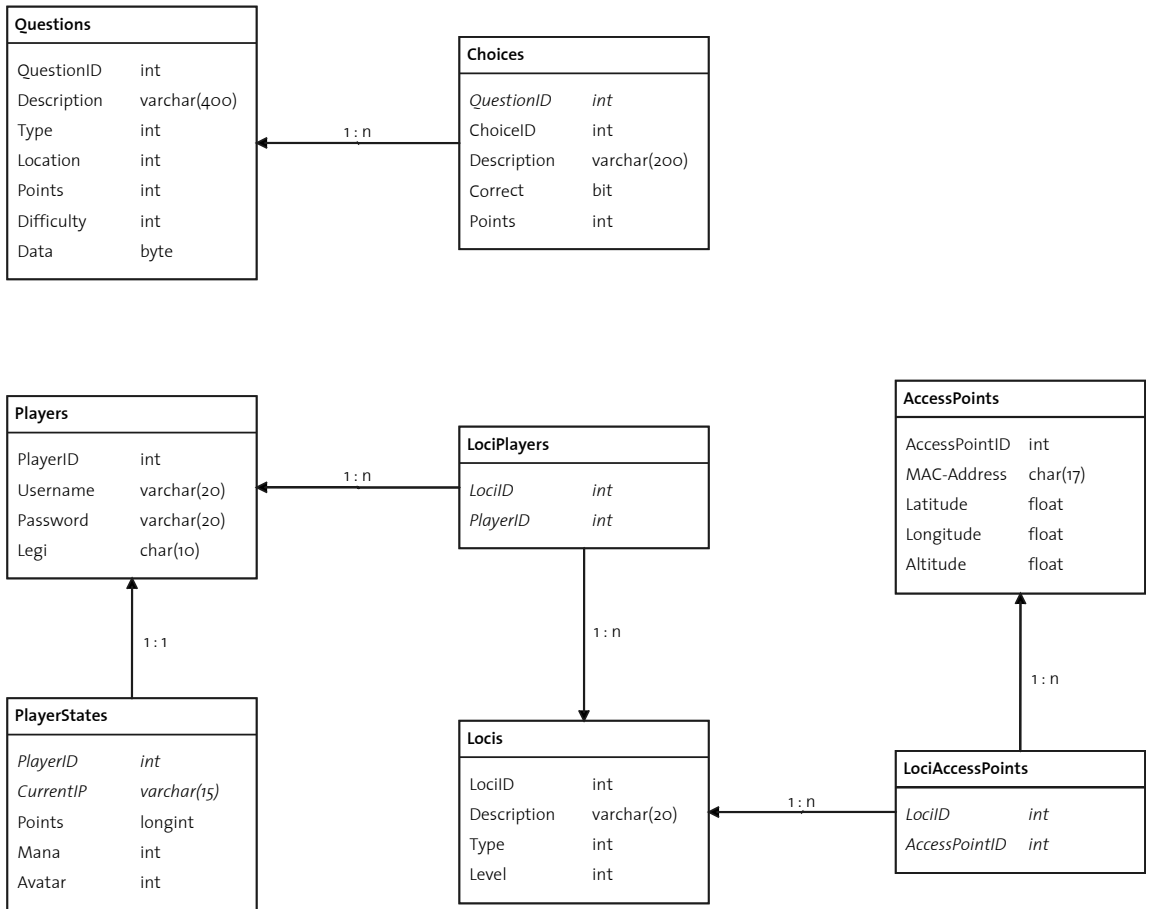 Questions
QuestionID int
Description varchar(400)
Type int
Location int
Points int
Difficulty int
Data byte
1 : n
Choices
QuestionID int
ChoiceID int
Description varchar(200)
Correct bit
Points int
Players
PlayerID int
Username varchar(20)
Password varchar(20)
Legi char(10)
1 : n
LociPlayers
LociID int
PlayerID int
AccessPoints
AccessPointID int
MAC-Address char(17)
Latitude float
Longitude float
Altitude float
1 : 1
1 : n
1 : n
PlayerStates
PlayerID int
CurrentIP varchar(15)
Points longint
Mana int
Avatar int
Locis
LociID int
Description varchar(20)
Type int
Level int
1 : n
LociAccessPoints
LociID int
AccessPointID int